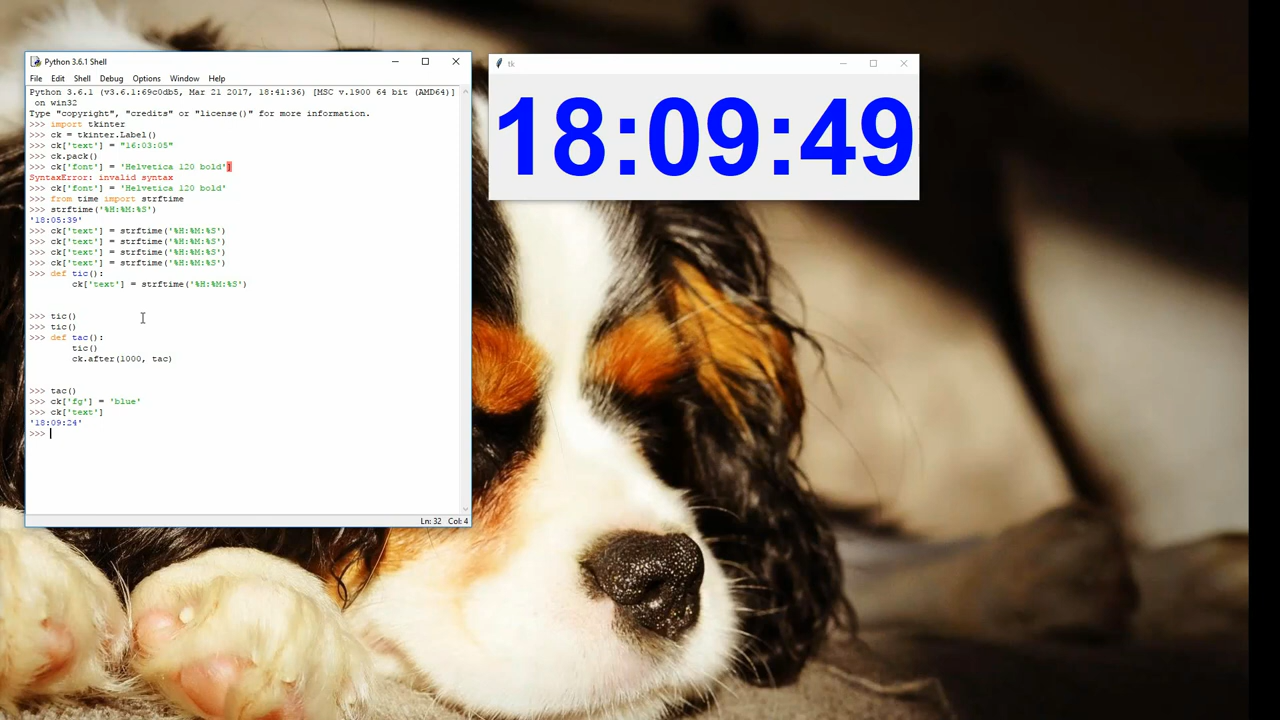 Python 3.6.1 Shell
File Edit Shell Debug Options Window Help
Python 3.6.1 (v3.6.1:69c0db5, Mar 21 2017, 18:41:36) [MSC v.1900 64 bit (AMD64)]
on win32
Type "copyright", "credits" or "license()" for more information.
>>> import tkinter
>>> ck = tkinter.Label()
>>> ck['text'] = "16:03:05"
>>> ck.pack()
>>> ck['font'] = 'Helvetica 120 bold']
SyntaxError: invalid syntax
>>> ck['font'] = 'Helvetica 120 bold'
>>> from time import strftime
>>> strftime('%H:%M:%S')
'18:05:39'
>>> ck['text'] = strftime('%H:%M:%S')
>>> ck['text'] = strftime('%H:%M:%S')
>>> ck['text'] = strftime('%H:%M:%S')
>>> ck['text'] = strftime('%H:%M:%S')
>>> def tic():
ck['text'] = strftime('%H:%M:%S')
>>> tic()
>>> tic()
>>> def tac():
tic()
ck.after(1000, tac)
>>> tac()
>>> ck['fg'] = 'blue'
>>> ck['text']
'18:09:24'
>>>
Ln: 32 Col: 4
tk
18:09:49